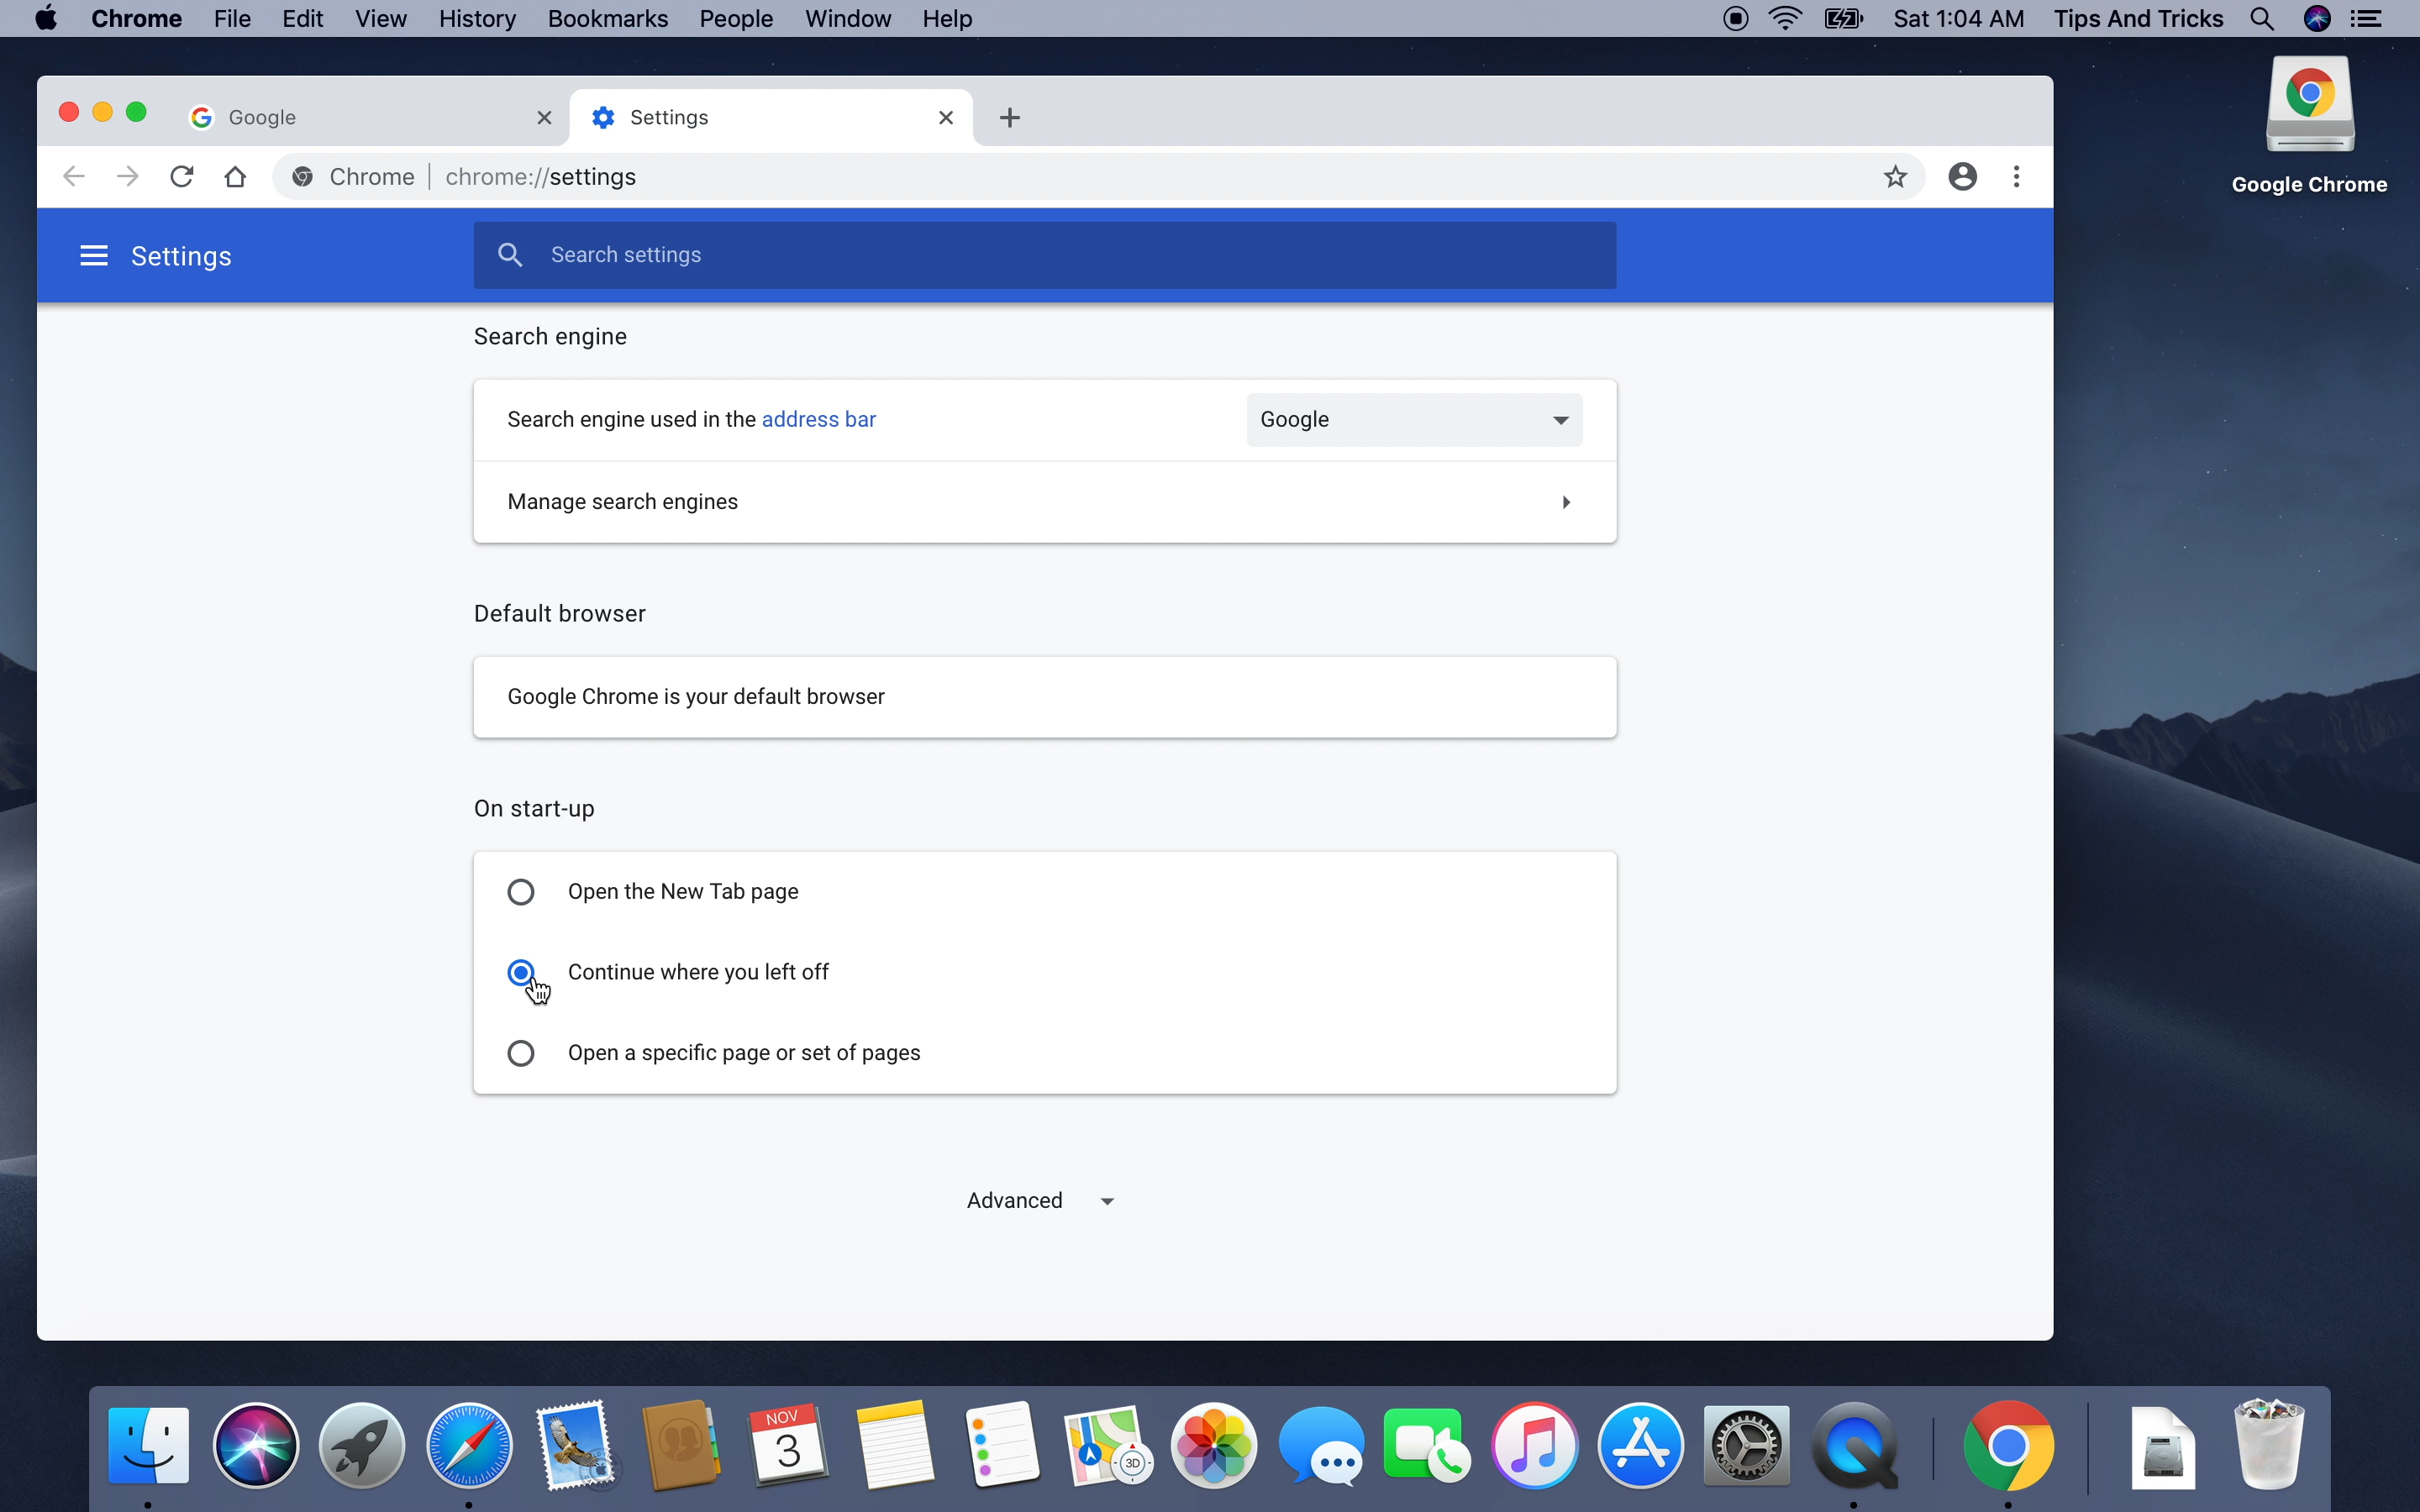 Chrome File Edit View History Bookmarks People Window Help Sat 1:04 AM Tips And Tricks
Google Settings
Chrome chrome://settings
Google Chrome
Settings Search settings
Search engine
Search engine used in the address bar Google
Manage search engines
Default browser
Google Chrome is your default browser
On start-up
Open the New Tab page
Continue where you left off
Open a specific page or set of pages
Advanced
NOV
3
3D